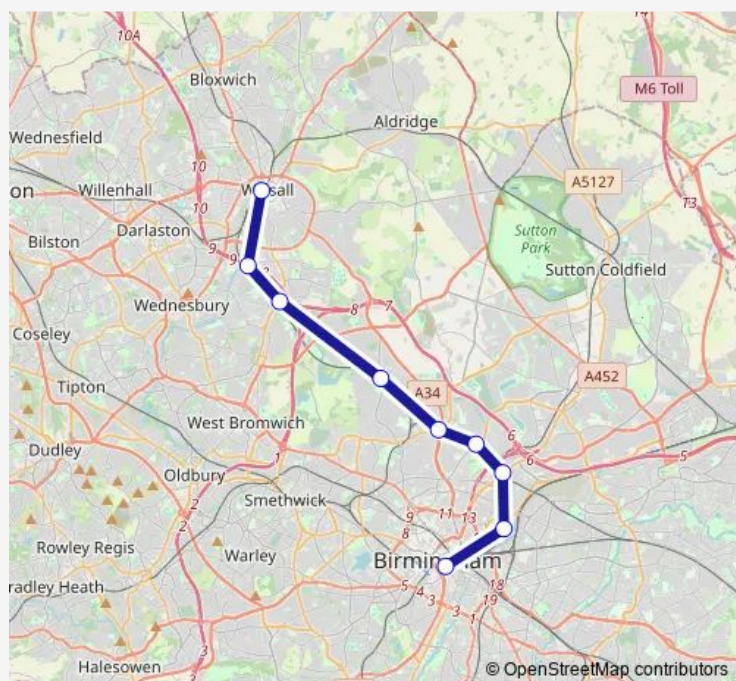 10A
Bloxwich
M6 Toll
Aldridge
Wednesfield
10
Willenhall
A5127
10
Darlaston
Bilston
Sutton
Park
Sutton Coldfield
9
9
Wednesbury
8
7
Coseley
Tipton
A34
A452
West Bromwich
Dudley
6
6
5
1
Oldbury
Smethwick
2
2
9
11
13
8
Rowley Regis
Warley
5
4
3
3
1
18
19
Halesowen
3
© OpenStreetMap contributors